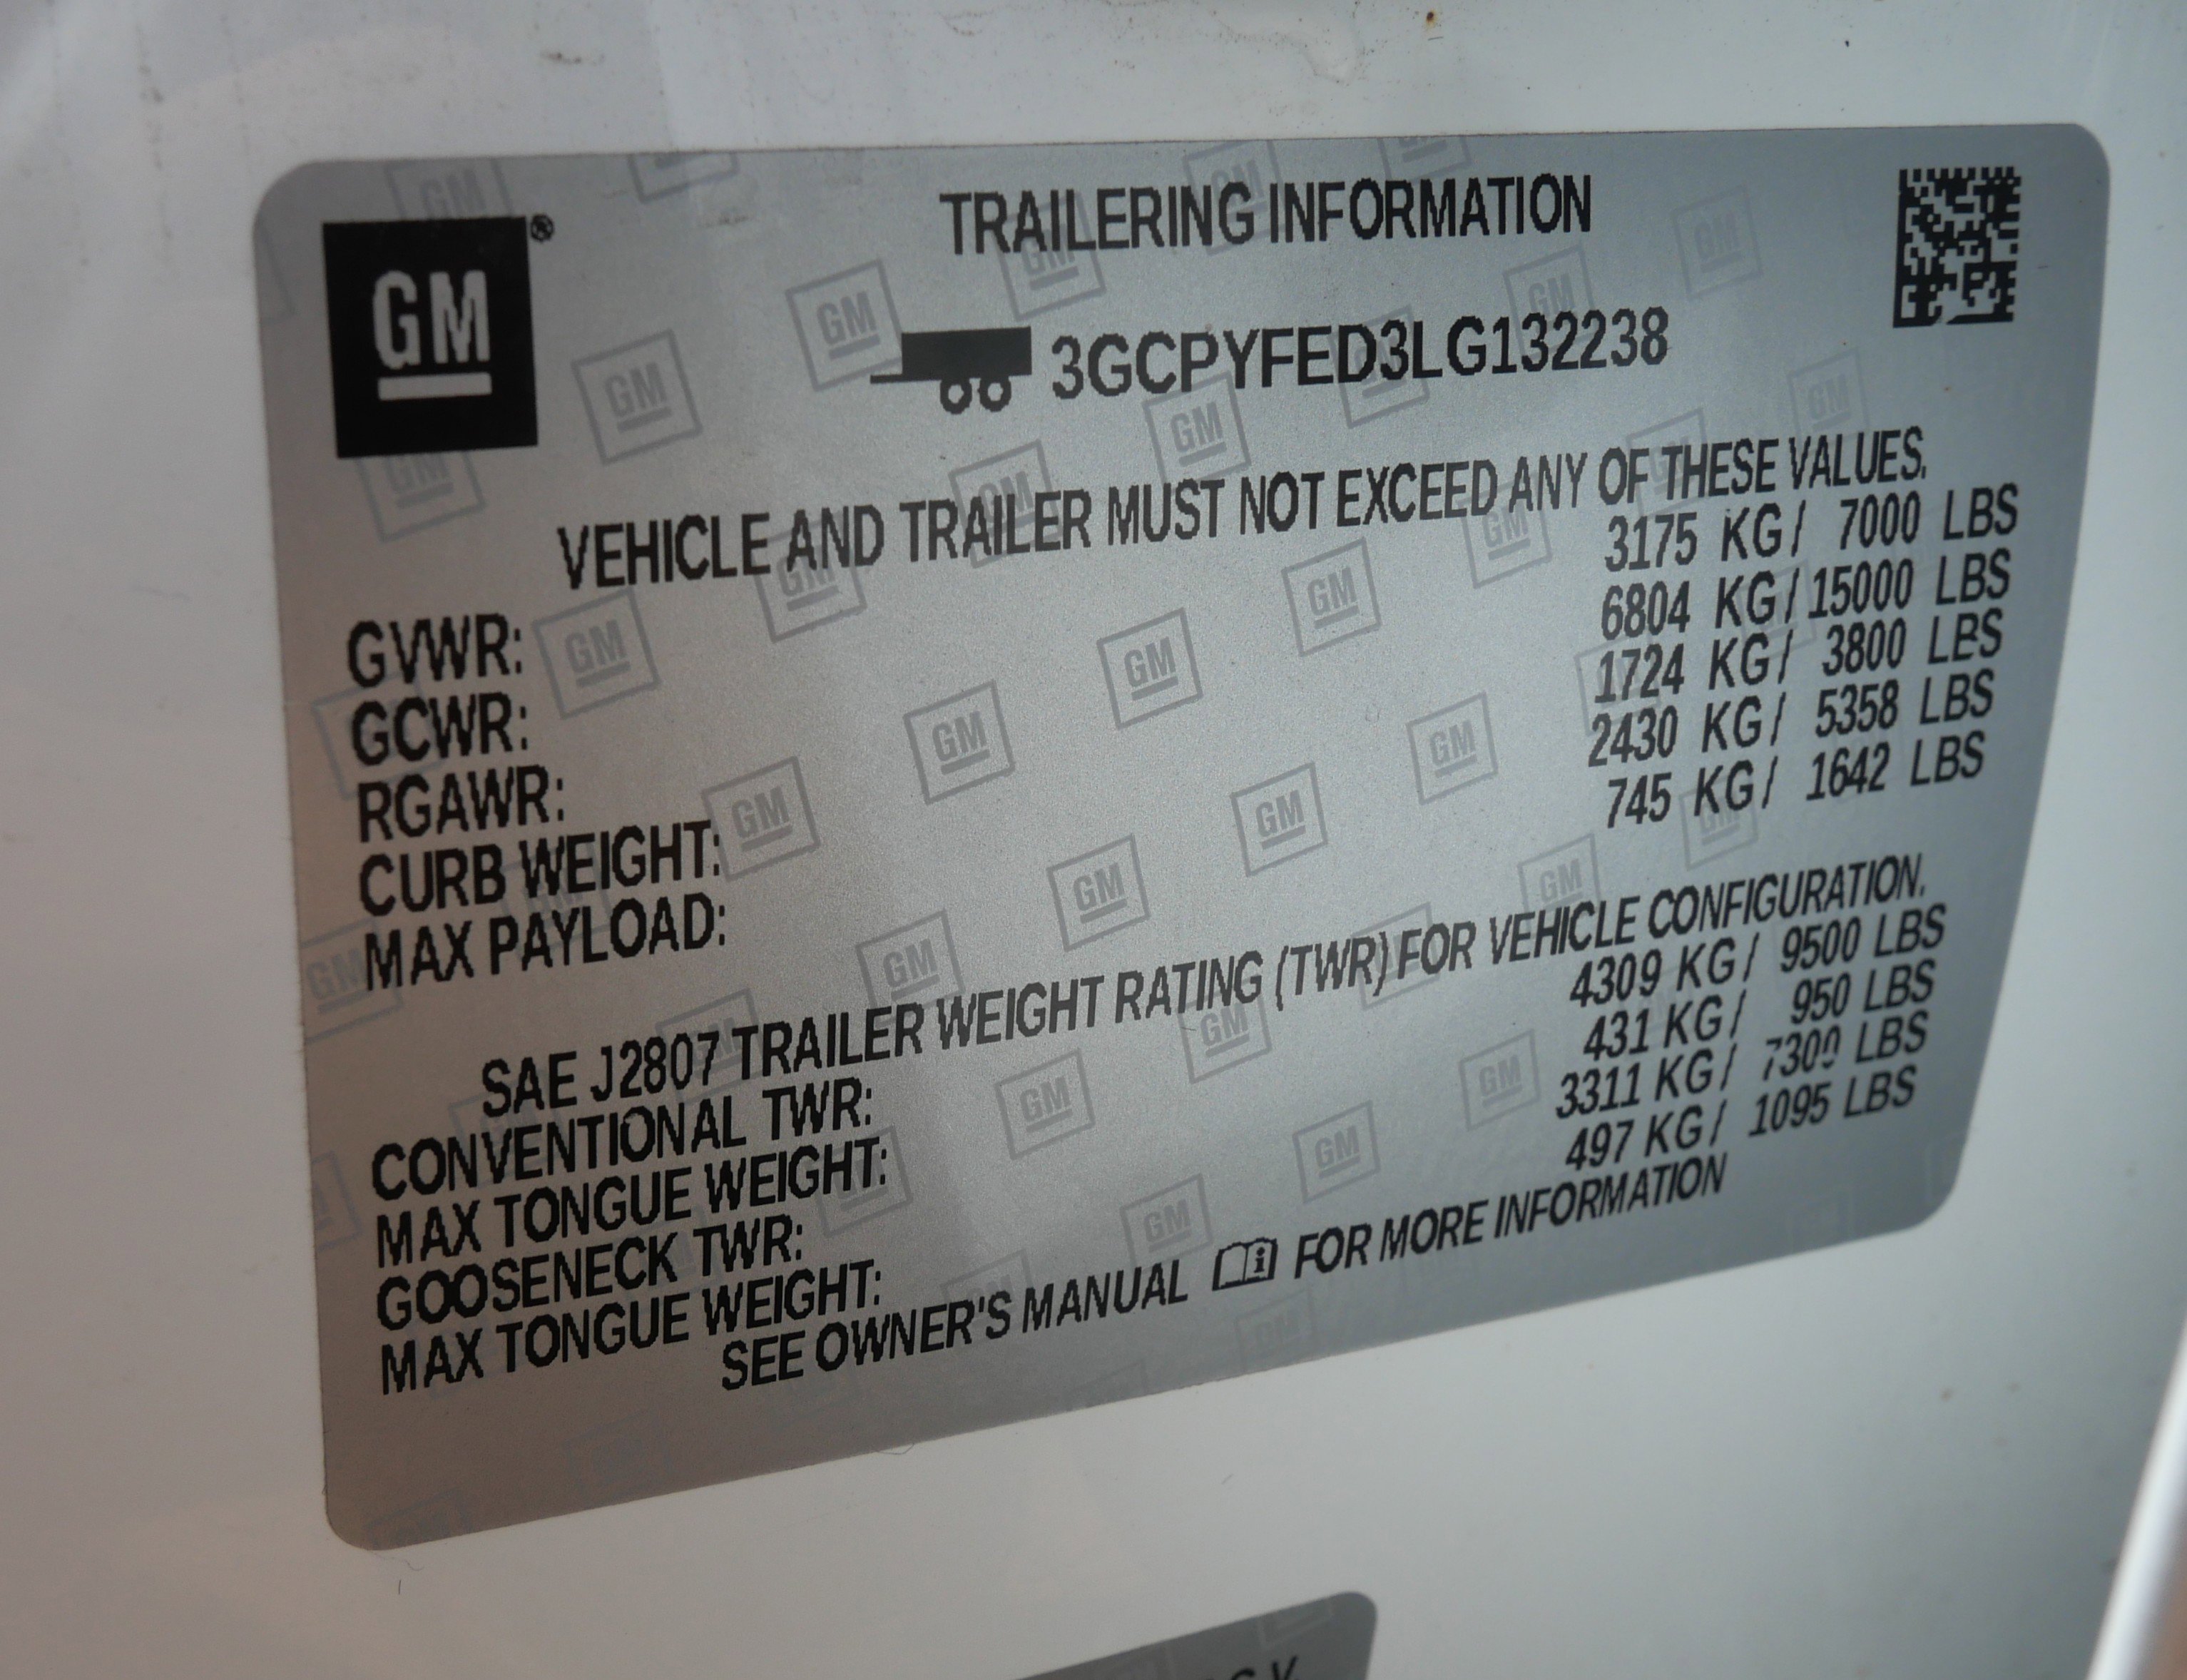 GM®
TRAILERING INFORMATION
3GCPYFED3LG132238
VEHICLE AND TRAILER MUST NOT EXCEED ANY OF THESE VALUES.
GVWR: 3175 KG/ 7000 LBS
GCWR: 6804 KG/15000 LBS
RGAWR: 1724 KG/ 3800 LBS
CURB WEIGHT: 2430 KG/ 5358 LBS
MAX PAYLOAD: 745 KG/ 1642 LBS
SAE J2807 TRAILER WEIGHT RATING (TWR) FOR VEHICLE CONFIGURATION.
CONVENTIONAL TWR: 4309 KG/ 9500 LBS
MAX TONGUE WEIGHT: 431 KG/ 950 LBS
GOOSENECK TWR: 3311 KG/ 7300 LBS
MAX TONGUE WEIGHT: 497 KG/ 1095 LBS
SEE OWNER'S MANUAL FOR MORE INFORMATION